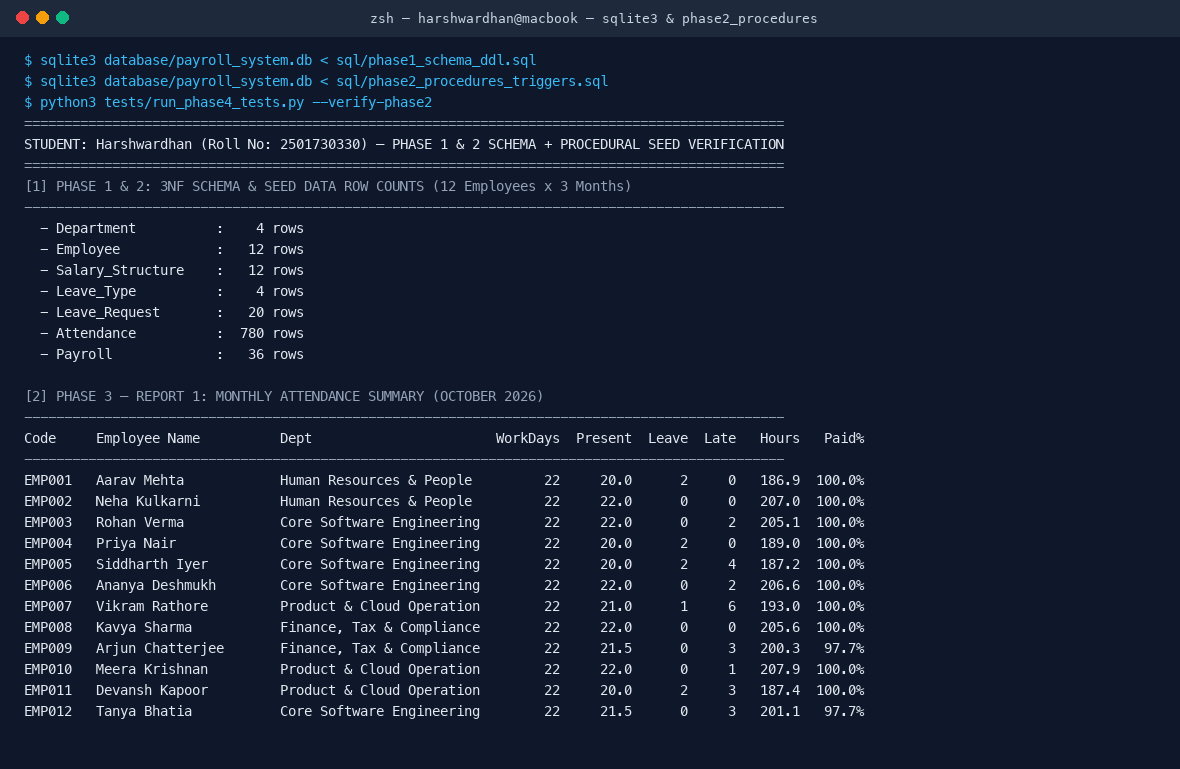 zsh — harshwardhan@macbook — sqlite3 & phase2_procedures
$ sqlite3 database/payroll_system.db < sql/phase1_schema_ddl.sql
$ sqlite3 database/payroll_system.db < sql/phase2_procedures_triggers.sql
$ python3 tests/run_phase4_tests.py --verify-phase2
===============================================================================================
STUDENT: Harshwardhan (Roll No: 2501730330) — PHASE 1 & 2 SCHEMA + PROCEDURAL SEED VERIFICATION
===============================================================================================
[1] PHASE 1 & 2: 3NF SCHEMA & SEED DATA ROW COUNTS (12 Employees x 3 Months)
-----------------------------------------------------------------------------------------------
  - Department          :    4 rows
  - Employee            :   12 rows
  - Salary_Structure    :   12 rows
  - Leave_Type          :    4 rows
  - Leave_Request       :   20 rows
  - Attendance          :  780 rows
  - Payroll             :   36 rows
[2] PHASE 3 — REPORT 1: MONTHLY ATTENDANCE SUMMARY (OCTOBER 2026)
-----------------------------------------------------------------------------------------------
Code     Employee Name          Dept                       WorkDays  Present  Leave  Late   Hours   Paid%
-----------------------------------------------------------------------------------------------
EMP001   Aarav Mehta            Human Resources & People         22     20.0      2     0   186.9  100.0%
EMP002   Neha Kulkarni          Human Resources & People         22     22.0      0     0   207.0  100.0%
EMP003   Rohan Verma            Core Software Engineering        22     22.0      0     2   205.1  100.0%
EMP004   Priya Nair             Core Software Engineering        22     20.0      2     0   189.0  100.0%
EMP005   Siddharth Iyer         Core Software Engineering        22     20.0      2     4   187.2  100.0%
EMP006   Ananya Deshmukh        Core Software Engineering        22     22.0      0     2   206.6  100.0%
EMP007   Vikram Rathore         Product & Cloud Operation        22     21.0      1     6   193.0  100.0%
EMP008   Kavya Sharma           Finance, Tax & Compliance        22     22.0      0     0   205.6  100.0%
EMP009   Arjun Chatterjee       Finance, Tax & Compliance        22     21.5      0     3   200.3   97.7%
EMP010   Meera Krishnan         Product & Cloud Operation        22     22.0      0     1   207.9  100.0%
EMP011   Devansh Kapoor         Product & Cloud Operation        22     20.0      2     3   187.4  100.0%
EMP012   Tanya Bhatia           Core Software Engineering        22     21.5      0     3   201.1   97.7%